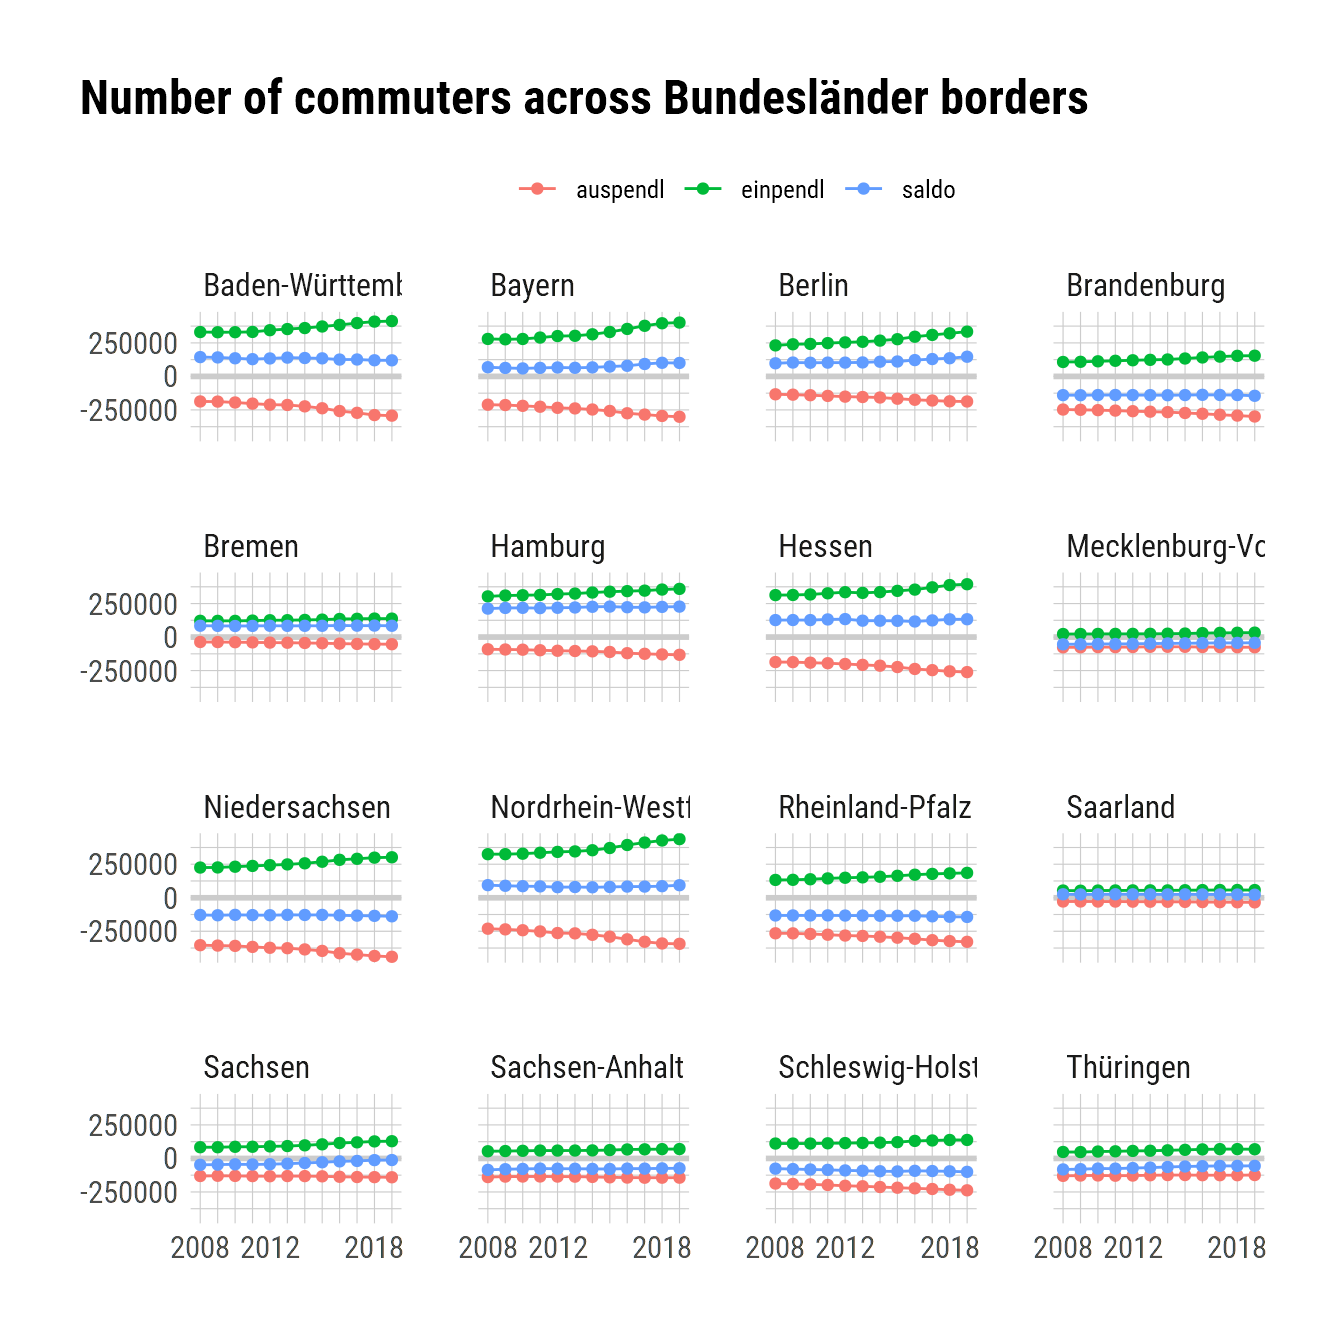 Number of commuters across Bundesländer borders
auspendl einpendl saldo
Baden-Württemb Bayern Berlin Brandenburg
250000
0
-250000
Bremen Hamburg Hessen Mecklenburg-Vo
250000
0
-250000
Niedersachsen Nordrhein-Westf Rheinland-Pfalz Saarland
250000
0
-250000
Sachsen Sachsen-Anhalt Schleswig-Holst Thüringen
250000
0
-250000
2008 2012 2018 2008 2012 2018 2008 2012 2018 2008 2012 2018